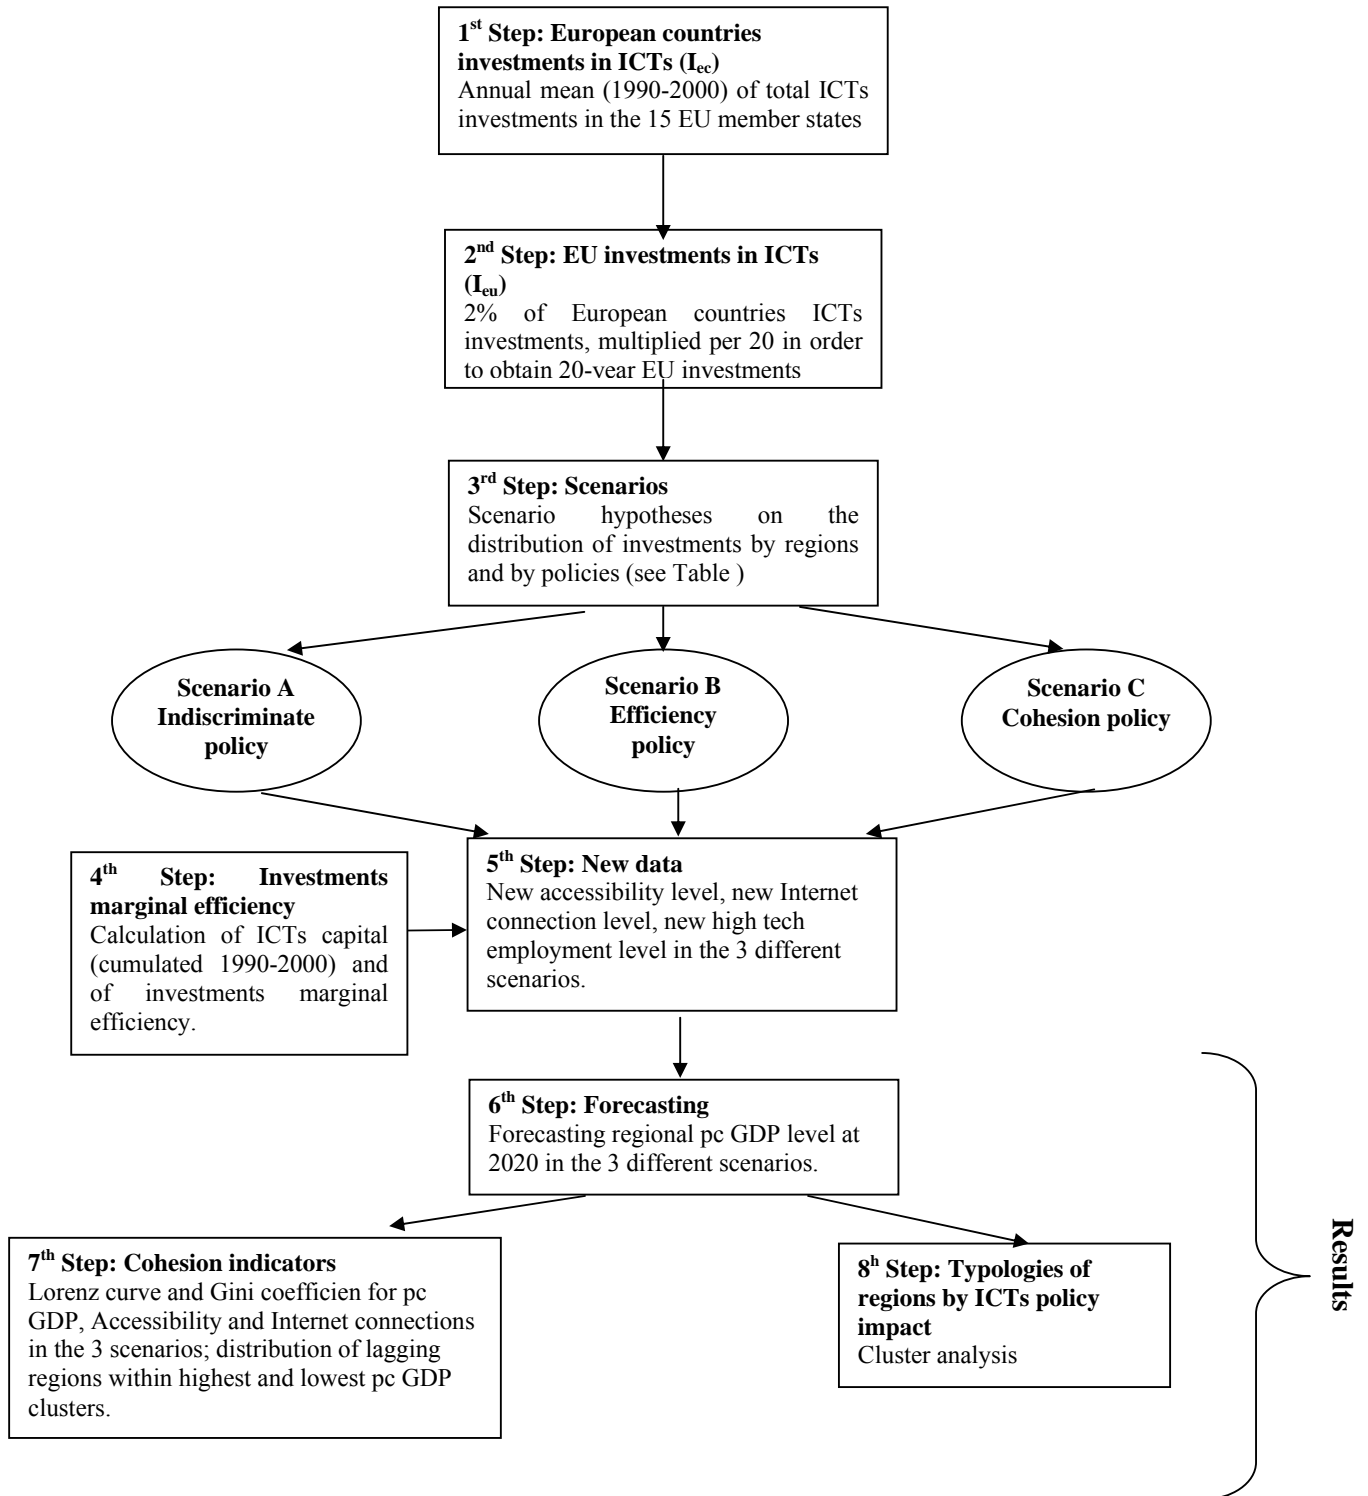 1st Step: European countries
investments in ICTs (Iec)
Annual mean (1990-2000) of total ICTs
investments in the 15 EU member states
2nd Step: EU investments in ICTs
(Ieu)
2% of European countries ICTs
investments, multiplied per 20 in order
to obtain 20-year EU investments
3rd Step: Scenarios
Scenario hypotheses on the
distribution of investments by regions
and by policies (see Table )
Scenario A
Indiscriminate
policy
Scenario B
Efficiency
policy
Scenario C
Cohesion policy
4th Step: Investments
marginal efficiency
Calculation of ICTs capital
(cumulated 1990-2000) and
of investments marginal
efficiency.
5th Step: New data
New accessibility level, new Internet
connection level, new high tech
employment level in the 3 different
scenarios.
6th Step: Forecasting
Forecasting regional pc GDP level at
2020 in the 3 different scenarios.
7th Step: Cohesion indicators
Lorenz curve and Gini coefficien for pc
GDP, Accessibility and Internet connections
in the 3 scenarios; distribution of lagging
regions within highest and lowest pc GDP
clusters.
8h Step: Typologies of
regions by ICTs policy
impact
Cluster analysis
Results